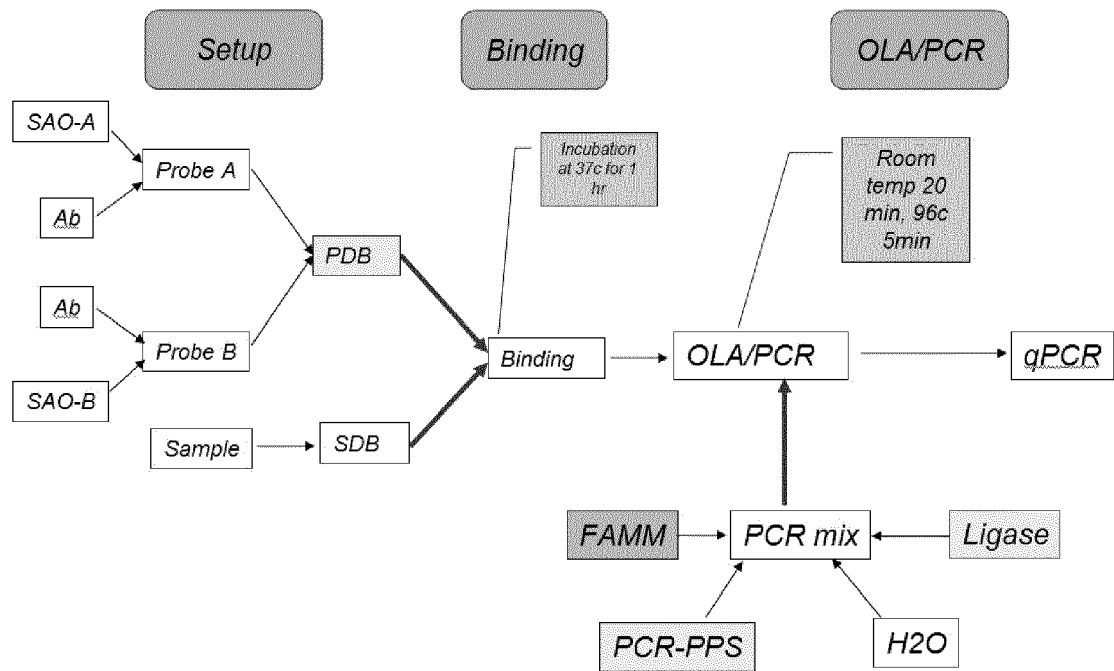 Setup
Binding
OLA/PCR
SAO-A
Probe A
Ab
Incubation
at 37c for 1
hr
Room
temp 20
min, 96c
5min
PDB
Ab
Probe B
SAO-B
Binding
OLA/PCR
qPCR
Sample
SDB
FAMM
PCR mix
Ligase
PCR-PPS
H2O